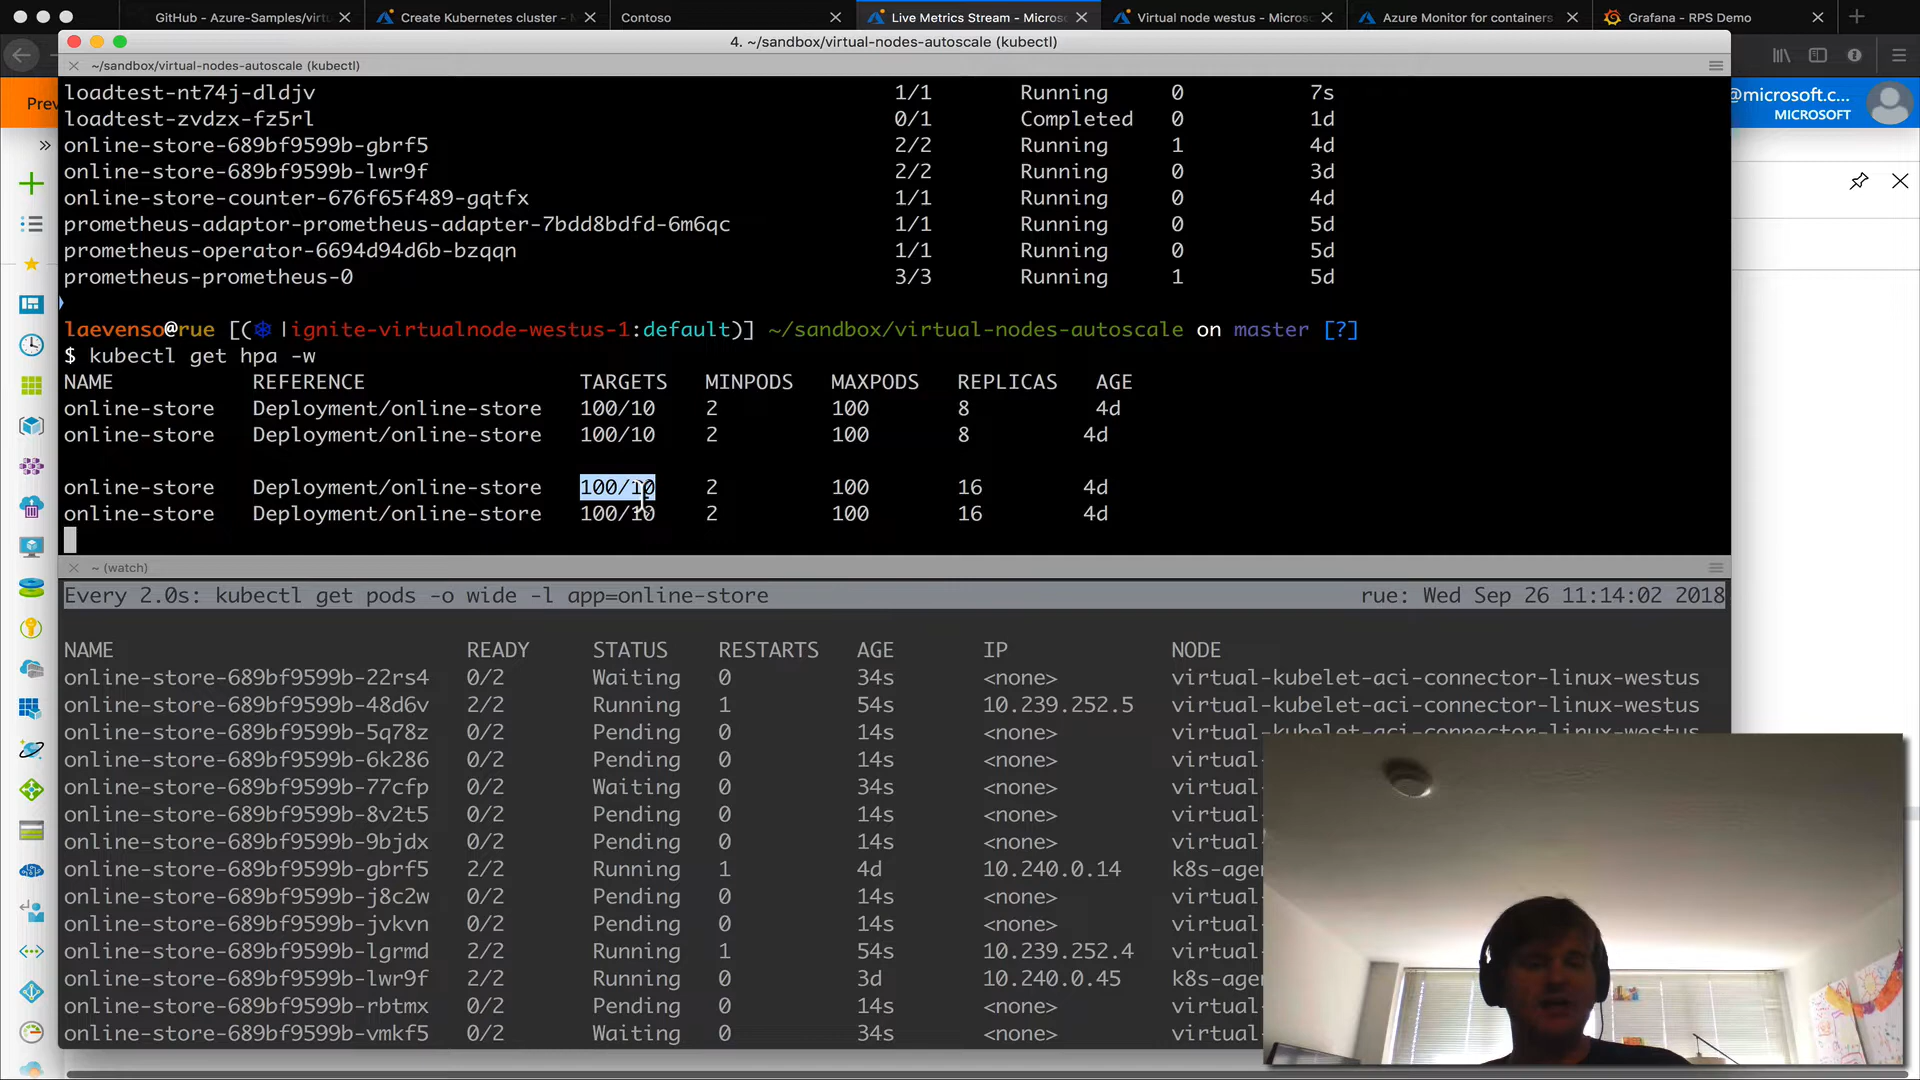 GitHub - Azure-Samples/virtu
Create Kubernetes cluster -
Contoso
Live Metrics Stream - Micros
Virtual node westus - Micros
Azure Monitor for containers
Grafana - RPS Demo
4. ~/sandbox/virtual-nodes-autoscale (kubectl)
~/sandbox/virtual-nodes-autoscale (kubectl)
Prev
@microsoft.c...
MICROSOFT
loadtest-nt74j-dldjv 1/1 Running 0 7s
loadtest-zvdzx-fz5rl 0/1 Completed 0 1d
online-store-689bf9599b-gbrf5 2/2 Running 1 4d
online-store-689bf9599b-lwr9f 2/2 Running 0 3d
online-store-counter-676f65f489-gqtfx 1/1 Running 0 4d
prometheus-adaptor-prometheus-adapter-7bdd8bdfd-6m6qc 1/1 Running 0 5d
prometheus-operator-6694d94d6b-bzqqn 1/1 Running 0 5d
prometheus-prometheus-0 3/3 Running 1 5d
laevenso@rue [(⎈ |ignite-virtualnode-westus-1:default)] ~/sandbox/virtual-nodes-autoscale on master [?]
$ kubectl get hpa -w
NAME REFERENCE TARGETS MINPODS MAXPODS REPLICAS AGE
online-store Deployment/online-store 100/10 2 100 8 4d
online-store Deployment/online-store 100/10 2 100 8 4d
online-store Deployment/online-store 100/10 2 100 16 4d
online-store Deployment/online-store 100/10 2 100 16 4d
~ (watch)
Every 2.0s: kubectl get pods -o wide -l app=online-store rue: Wed Sep 26 11:14:02 2018
NAME READY STATUS RESTARTS AGE IP NODE
online-store-689bf9599b-22rs4 0/2 Waiting 0 34s <none> virtual-kubelet-aci-connector-linux-westus
online-store-689bf9599b-48d6v 2/2 Running 1 54s 10.239.252.5 virtual-kubelet-aci-connector-linux-westus
online-store-689bf9599b-5q78z 0/2 Pending 0 14s <none> virtual-kubelet-aci-connector-linux-westus
online-store-689bf9599b-6k286 0/2 Pending 0 14s <none> virtual-
online-store-689bf9599b-77cfp 0/2 Waiting 0 34s <none> virtual-
online-store-689bf9599b-8v2t5 0/2 Pending 0 14s <none> virtual-
online-store-689bf9599b-9bjdx 0/2 Pending 0 14s <none> virtual-
online-store-689bf9599b-gbrf5 2/2 Running 1 4d 10.240.0.14 k8s-agen
online-store-689bf9599b-j8c2w 0/2 Pending 0 14s <none> virtual-
online-store-689bf9599b-jvkvn 0/2 Pending 0 14s <none> virtual-
online-store-689bf9599b-lgrmd 2/2 Running 1 54s 10.239.252.4 virtual-
online-store-689bf9599b-lwr9f 2/2 Running 0 3d 10.240.0.45 k8s-agen
online-store-689bf9599b-rbtmx 0/2 Pending 0 14s <none> virtual-
online-store-689bf9599b-vmkf5 0/2 Waiting 0 34s <none> virtual-